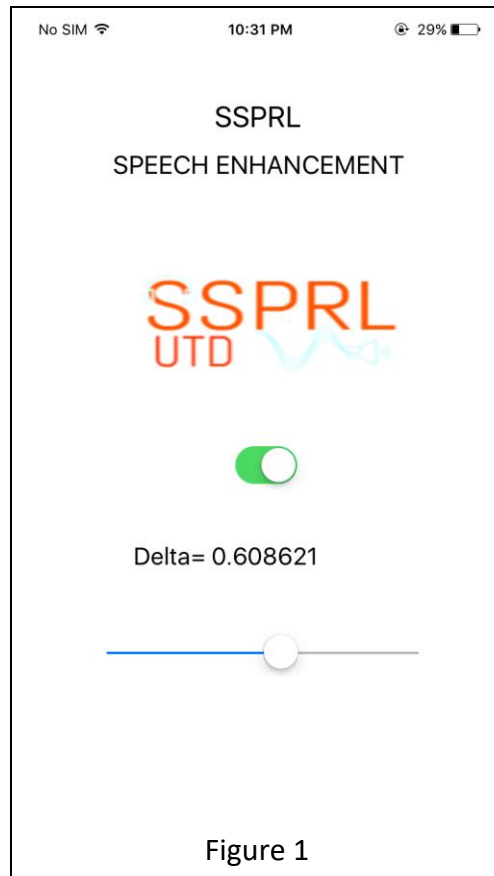 No SIM 10:31 PM 29%
SSPRL
SPEECH ENHANCEMENT
SSPRL
UTD
Delta= 0.608621
Figure 1